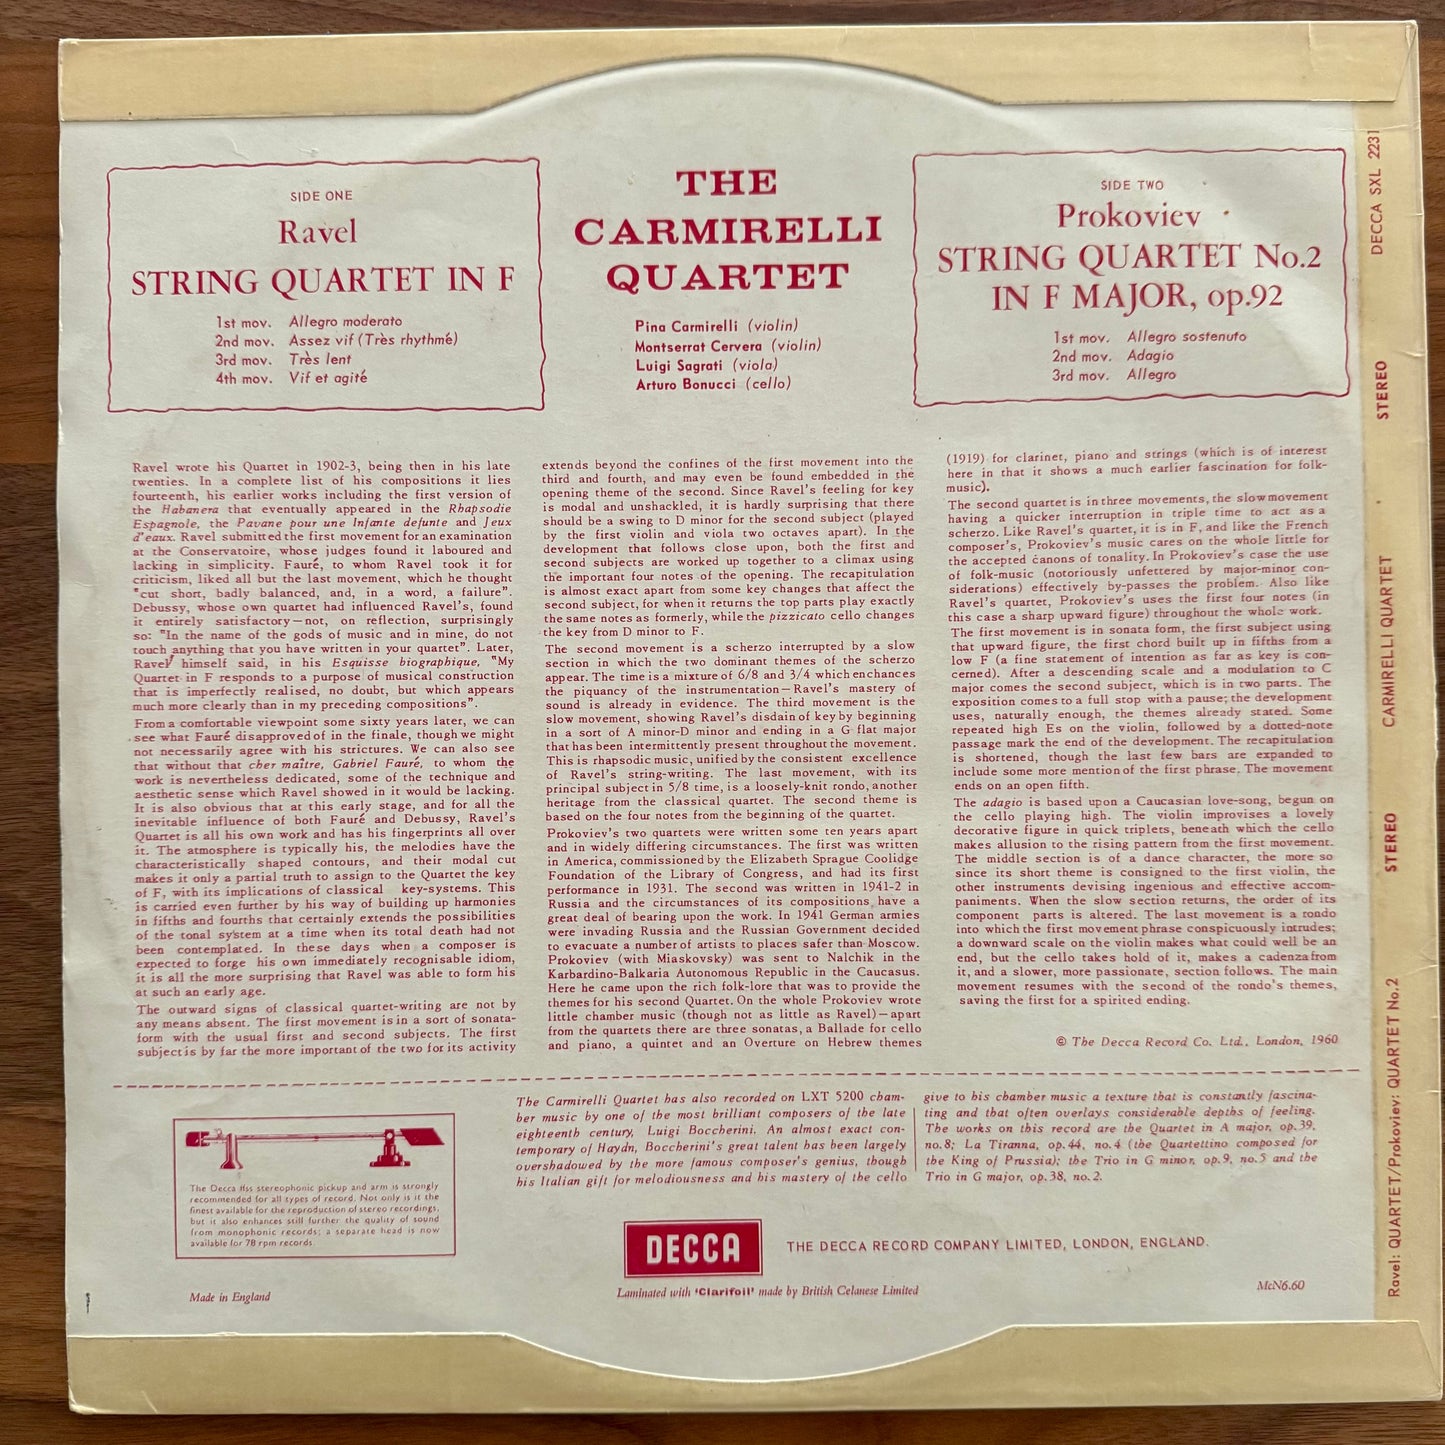 SIDE ONE
Ravel
STRING QUARTET IN F
1st mov. Allegro moderato
2nd mov. Assez vif (Très rhythmé)
3rd mov. Très lent
4th mov. Vif et agité
THE
CARMIRELLI
QUARTET
Pina Carmirelli (violin)
Montserrat Cervera (violin)
Luigi Sagrati (viola)
Arturo Bonucci (cello)
SIDE TWO
Prokoviev
STRING QUARTET No.2
IN F MAJOR, op.92
1st mov. Allegro sostenuto
2nd mov. Adagio
3rd mov. Allegro
Ravel wrote his Quartet in 1902-3, being then in his late
twenties. In a complete list of his compositions it lies
fourteenth, his earlier works including the first version of
the Habanera that eventually appeared in the Rhapsodie
Espagnole, the Pavane pour une Infante defunte and Jeux
d'eaux. Ravel submitted the first movement for an examination
at the Conservatoire, whose judges found it laboured and
lacking in simplicity. Fauré, to whom Ravel took it for
criticism, liked all but the last movement, which he thought
"cut short, badly balanced, and, in a word, a failure".
Debussy, whose own quartet had influenced Ravel's, found
it entirely satisfactory—not, on reflection, surprisingly
so: "In the name of the gods of music and in mine, do not
touch anything that you have written in your quartet". Later,
Ravel himself said, in his Esquisse biographique, "My
Quartet in F responds to a purpose of musical construction
that is imperfectly realised, no doubt, but which appears
much more clearly than in my preceding compositions".
From a comfortable viewpoint some sixty years later, we can
see what Fauré disapproved of in the finale, though we might
not necessarily agree with his strictures. We can also see
that without that cher maître, Gabriel Fauré, to whom the
work is nevertheless dedicated, some of the technique and
aesthetic sense which Ravel showed in it would be lacking.
It is also obvious that at this early stage, and for all the
inevitable influence of both Fauré and Debussy, Ravel's
Quartet is all his own work and has his fingerprints all over
it. The atmosphere is typically his, the melodies have the
characteristically shaped contours, and their modal cut
makes it only a partial truth to assign to the Quartet the key
of F, with its implications of classical key-systems. This
is carried even further by his way of building up harmonies
in fifths and fourths that certainly extends the possibilities
of the tonal system at a time when its total death had not
been contemplated. In these days when a composer is
expected to forge his own immediately recognisable idiom,
it is all the more surprising that Ravel was able to form his
at such an early age.
The outward signs of classical quartet-writing are not by
any means absent. The first movement is in a sort of sonata-
form with the usual first and second subjects. The first
subject is by far the more important of the two for its activity
extends beyond the confines of the first movement into the
third and fourth, and may even be found embedded in the
opening theme of the second. Since Ravel's feeling for key
is modal and unshackled, it is hardly surprising that there
should be a swing to D minor for the second subject (played
by the first violin and viola two octaves apart). In the
development that follows close upon, both the first and
second subjects are worked up together to a climax using
the important four notes of the opening. The recapitulation
is almost exact apart from some key changes that affect the
second subject, for when it returns the top parts play exactly
the same notes as formerly, while the pizzicato cello changes
the key from D minor to F.
The second movement is a scherzo interrupted by a slow
section in which the two dominant themes of the scherzo
appear. The time is a mixture of 6/8 and 3/4 which enchances
the piquancy of the instrumentation—Ravel's mastery of
sound is already in evidence. The third movement is the
slow movement, showing Ravel's disdain of key by beginning
in a sort of A minor-D minor and ending in a G flat major
that has been intermittently present throughout the movement.
This is rhapsodic music, unified by the consistent excellence
of Ravel's string-writing. The last movement, with its
principal subject in 5/8 time, is a loosely-knit rondo, another
heritage from the classical quartet. The second theme is
based on the four notes from the beginning of the quartet.
Prokoviev's two quartets were written some ten years apart
and in widely differing circumstances. The first was written
in America, commissioned by the Elizabeth Sprague Coolidge
Foundation of the Library of Congress, and had its first
performance in 1931. The second was written in 1941-2 in
Russia and the circumstances of its compositions have a
great deal of bearing upon the work. In 1941 German armies
were invading Russia and the Russian Government decided
to evacuate a number of artists to places safer than Moscow.
Prokoviev (with Miaskovsky) was sent to Nalchik in the
Karbardino-Balkaria Autonomous Republic in the Caucasus.
Here he came upon the rich folk-lore that was to provide the
themes for his second Quartet. On the whole Prokoviev wrote
little chamber music (though not as little as Ravel)—apart
from the quartets there are three sonatas, a Ballade for cello
and piano, a quintet and an Overture on Hebrew themes
(1919) for clarinet, piano and strings (which is of interest
here in that it shows a much earlier fascination for folk-
music).
The second quartet is in three movements, the slow movement
having a quicker interruption in triple time to act as a
scherzo. Like Ravel's quartet, it is in F, and like the French
composer's, Prokoviev's music cares on the whole little for
the accepted canons of tonality. In Prokoviev's case the use
of folk-music (notoriously unfettered by major-minor con-
siderations) effectively by-passes the problem. Also like
Ravel's quartet, Prokoviev's uses the first four notes (in
this case a sharp upward figure) throughout the whole work.
The first movement is in sonata form, the first subject using
that upward figure, the first chord built up in fifths from a
low F (a fine statement of intention as far as key is con-
cerned). After a descending scale and a modulation to C
major comes the second subject, which is in two parts. The
exposition comes to a full stop with a pause; the development
uses, naturally enough, the themes already stated. Some
repeated high Es on the violin, followed by a dotted-note
passage mark the end of the development. The recapitulation
is shortened, though the last few bars are expanded to
include some more mention of the first phrase. The movement
ends on an open fifth.
The adagio is based upon a Caucasian love-song, begun on
the cello playing high. The violin improvises a lovely
decorative figure in quick triplets, beneath which the cello
makes allusion to the rising pattern from the first movement.
The middle section is of a dance character, the more so
since its short theme is consigned to the first violin, the
other instruments devising ingenious and effective accom-
paniments. When the slow section returns, the order of its
component parts is altered. The last movement is a rondo
into which the first movement phrase conspicuously intrudes;
a downward scale on the violin makes what could well be an
end, but the cello takes hold of it, makes a cadenza from
it, and a slower, more passionate, section follows. The main
movement resumes with the second of the rondo's themes,
saving the first for a spirited ending.
© The Decca Record Co. Ltd., London, 1960
The Decca ffss stereophonic pickup and arm is strongly
recommended for all types of record. Not only is it the
finest available for the reproduction of stereo recordings,
but it also enhances still further the quality of sound
from monophonic records; a separate head is now
available for 78 rpm records.
Made in England
The Carmirelli Quartet has also recorded on LXT 5200 cham-
ber music by one of the most brilliant composers of the late
eighteenth century, Luigi Boccherini. An almost exact con-
temporary of Haydn, Boccherini's great talent has been largely
overshadowed by the more famous composer's genius, though
his Italian gift for melodiousness and his mastery of the cello
give to his chamber music a texture that is constantly fascina-
ting and that often overlays considerable depths of feeling.
The works on this record are the Quartet in A major, op.39,
no.8; La Tiranna, op.44, no.4 (the Quartettino composed for
the King of Prussia); the Trio in G minor, op.9, no.5 and the
Trio in G major, op.38, no.2.
DECCA
THE DECCA RECORD COMPANY LIMITED, LONDON, ENGLAND.
Laminated with 'Clarifoil' made by British Celanese Limited
McN6.60
Ravel: QUARTET/Prokoviev: QUARTET No.2 STEREO CARMIRELLI QUARTET STEREO DECCA SXL 2231